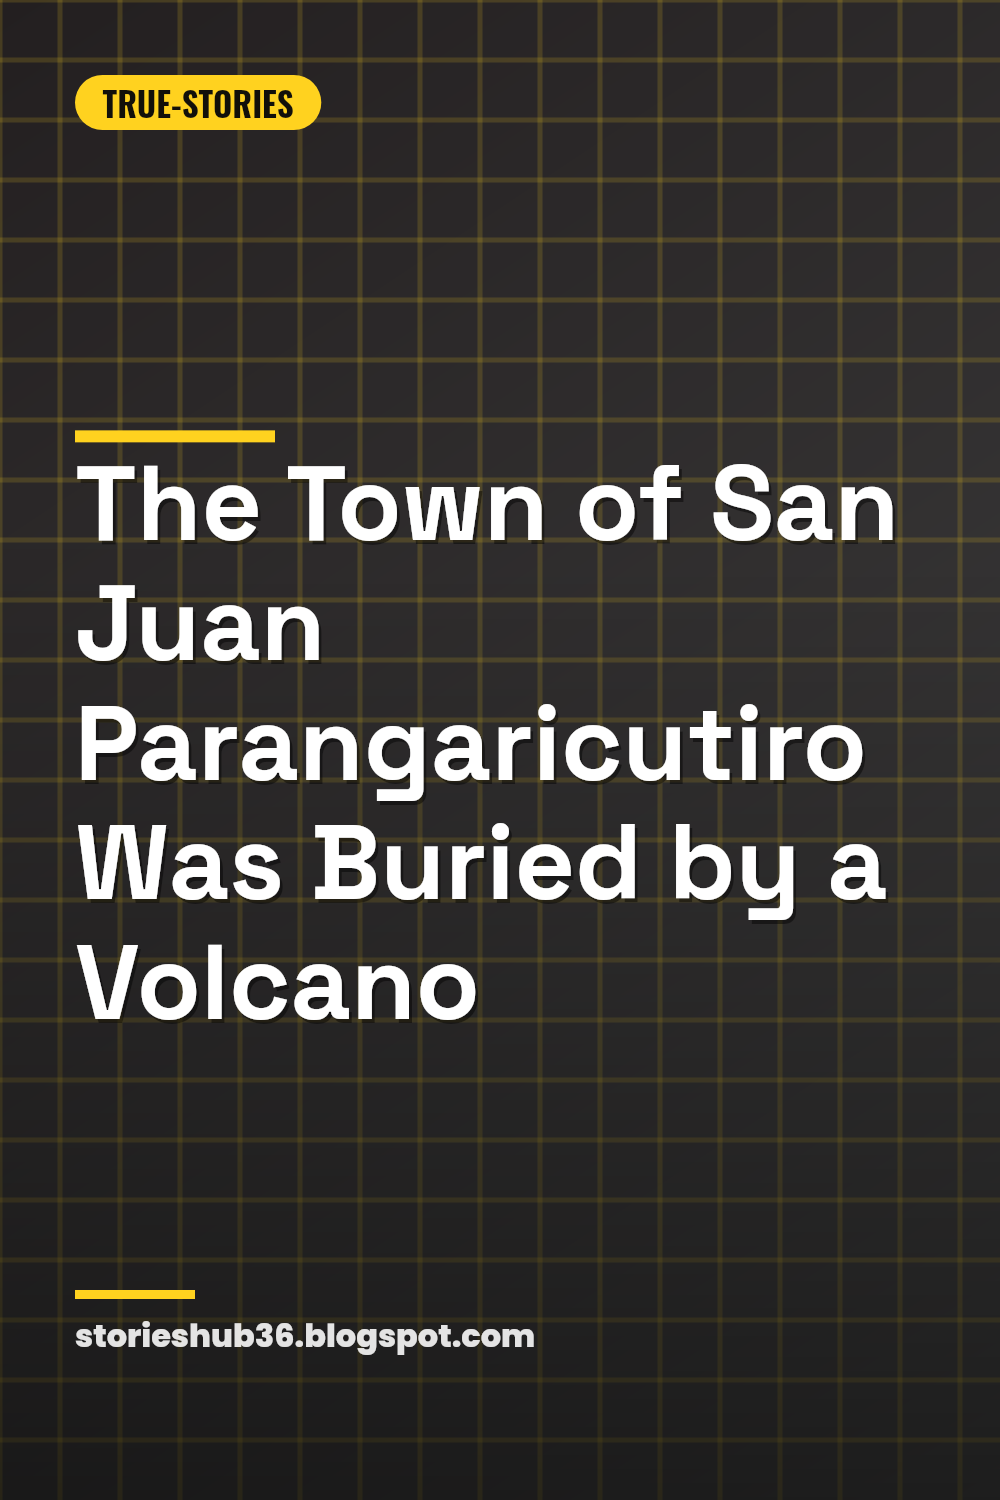 TRUE-STORIES
The Town of San
Juan
Parangaricutiro
Was Buried by a
Volcano
storieshub36.blogspot.com